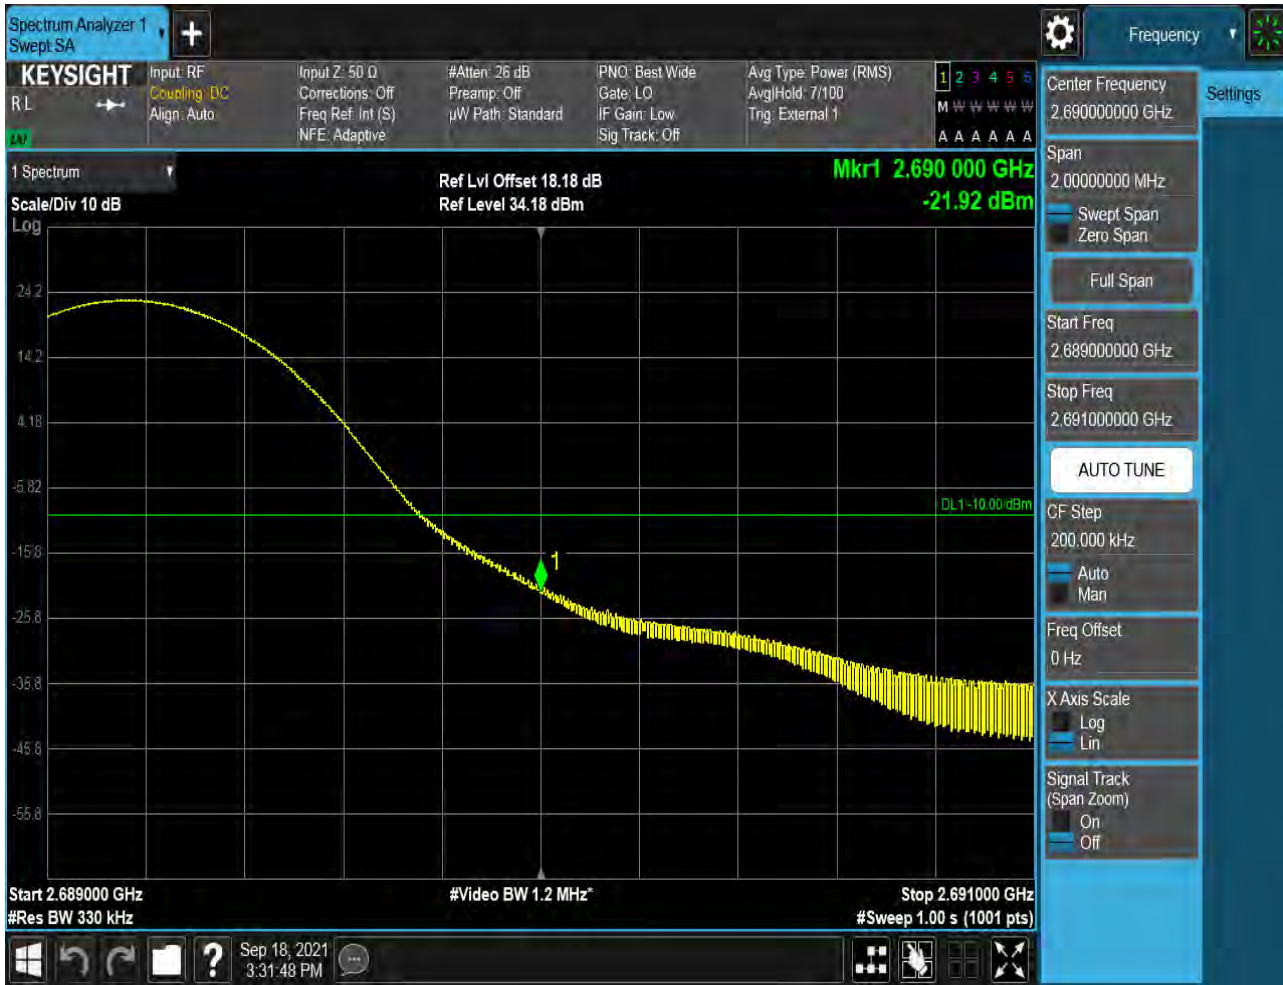 Spectrum Analyzer 1
Swept SA
Frequency
KEYSIGHT
R L
Input: RF
Coupling: DC
Align: Auto
Input Z: 50 Ω
Corrections: Off
Freq Ref: Int (S)
NFE: Adaptive
#Atten: 26 dB
Preamp: Off
µW Path: Standard
PNO: Best Wide
Gate: LO
IF Gain: Low
Sig Track: Off
Avg Type: Power (RMS)
Avg|Hold: 7/100
Trig: External 1
1 2 3 4 5 6
M W W W W W
A A A A A A
1 Spectrum
Scale/Div 10 dB
Log
Ref Lvl Offset 18.18 dB
Ref Level 34.18 dBm
Mkr1 2.690 000 GHz
-21.92 dBm
24.2
14.2
4.18
-5.82
-15.8
-25.8
-35.8
-45.8
-55.8
DL1 -10.00 dBm
1
Start 2.689000 GHz
#Res BW 330 kHz
#Video BW 1.2 MHz*
Stop 2.691000 GHz
#Sweep 1.00 s (1001 pts)
Sep 18, 2021
3:31:48 PM
?
Settings
Center Frequency
2.690000000 GHz
Span
2.00000000 MHz
Swept Span
Zero Span
Full Span
Start Freq
2.689000000 GHz
Stop Freq
2.691000000 GHz
AUTO TUNE
CF Step
200.000 kHz
Auto
Man
Freq Offset
0 Hz
X Axis Scale
Log
Lin
Signal Track
(Span Zoom)
On
Off